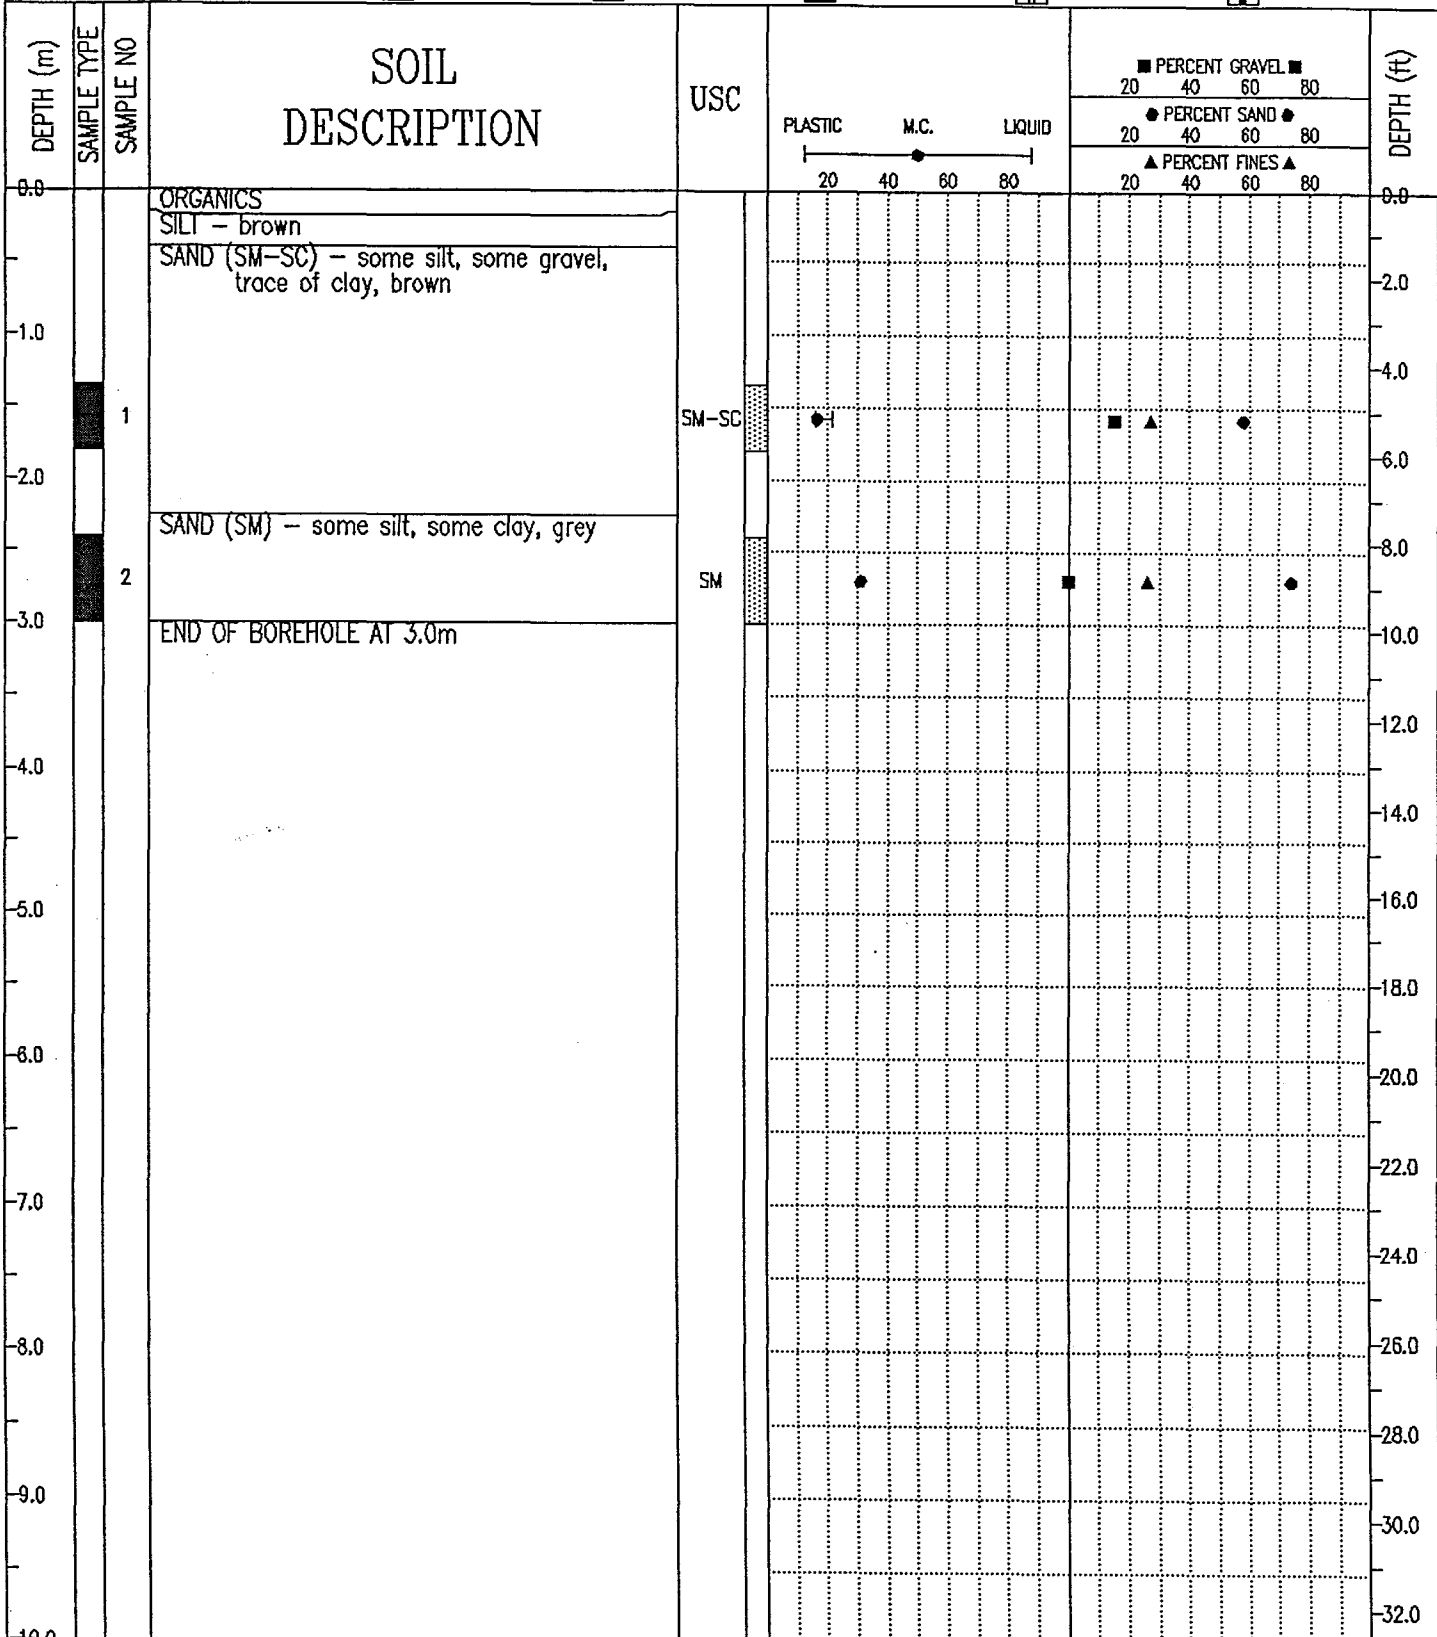 DEPTH (m)
SAMPLE TYPE
SAMPLE NO
SOIL
DESCRIPTION
USC
PLASTIC M.C. LIQUID
20 40 60 80
■ PERCENT GRAVEL ■
20 40 60 80
● PERCENT SAND ●
20 40 60 80
▲ PERCENT FINES ▲
20 40 60 80
DEPTH (ft)
0.0
ORGANICS
0.0
SILT – brown
SAND (SM–SC) – some silt, some gravel,
trace of clay, brown
2.0
1.0
4.0
1
SM–SC
6.0
2.0
SAND (SM) – some silt, some clay, grey
8.0
2
SM
3.0
END OF BOREHOLE AT 3.0m
10.0
12.0
4.0
14.0
16.0
5.0
18.0
6.0
20.0
22.0
7.0
24.0
8.0
26.0
28.0
9.0
30.0
32.0
10.0